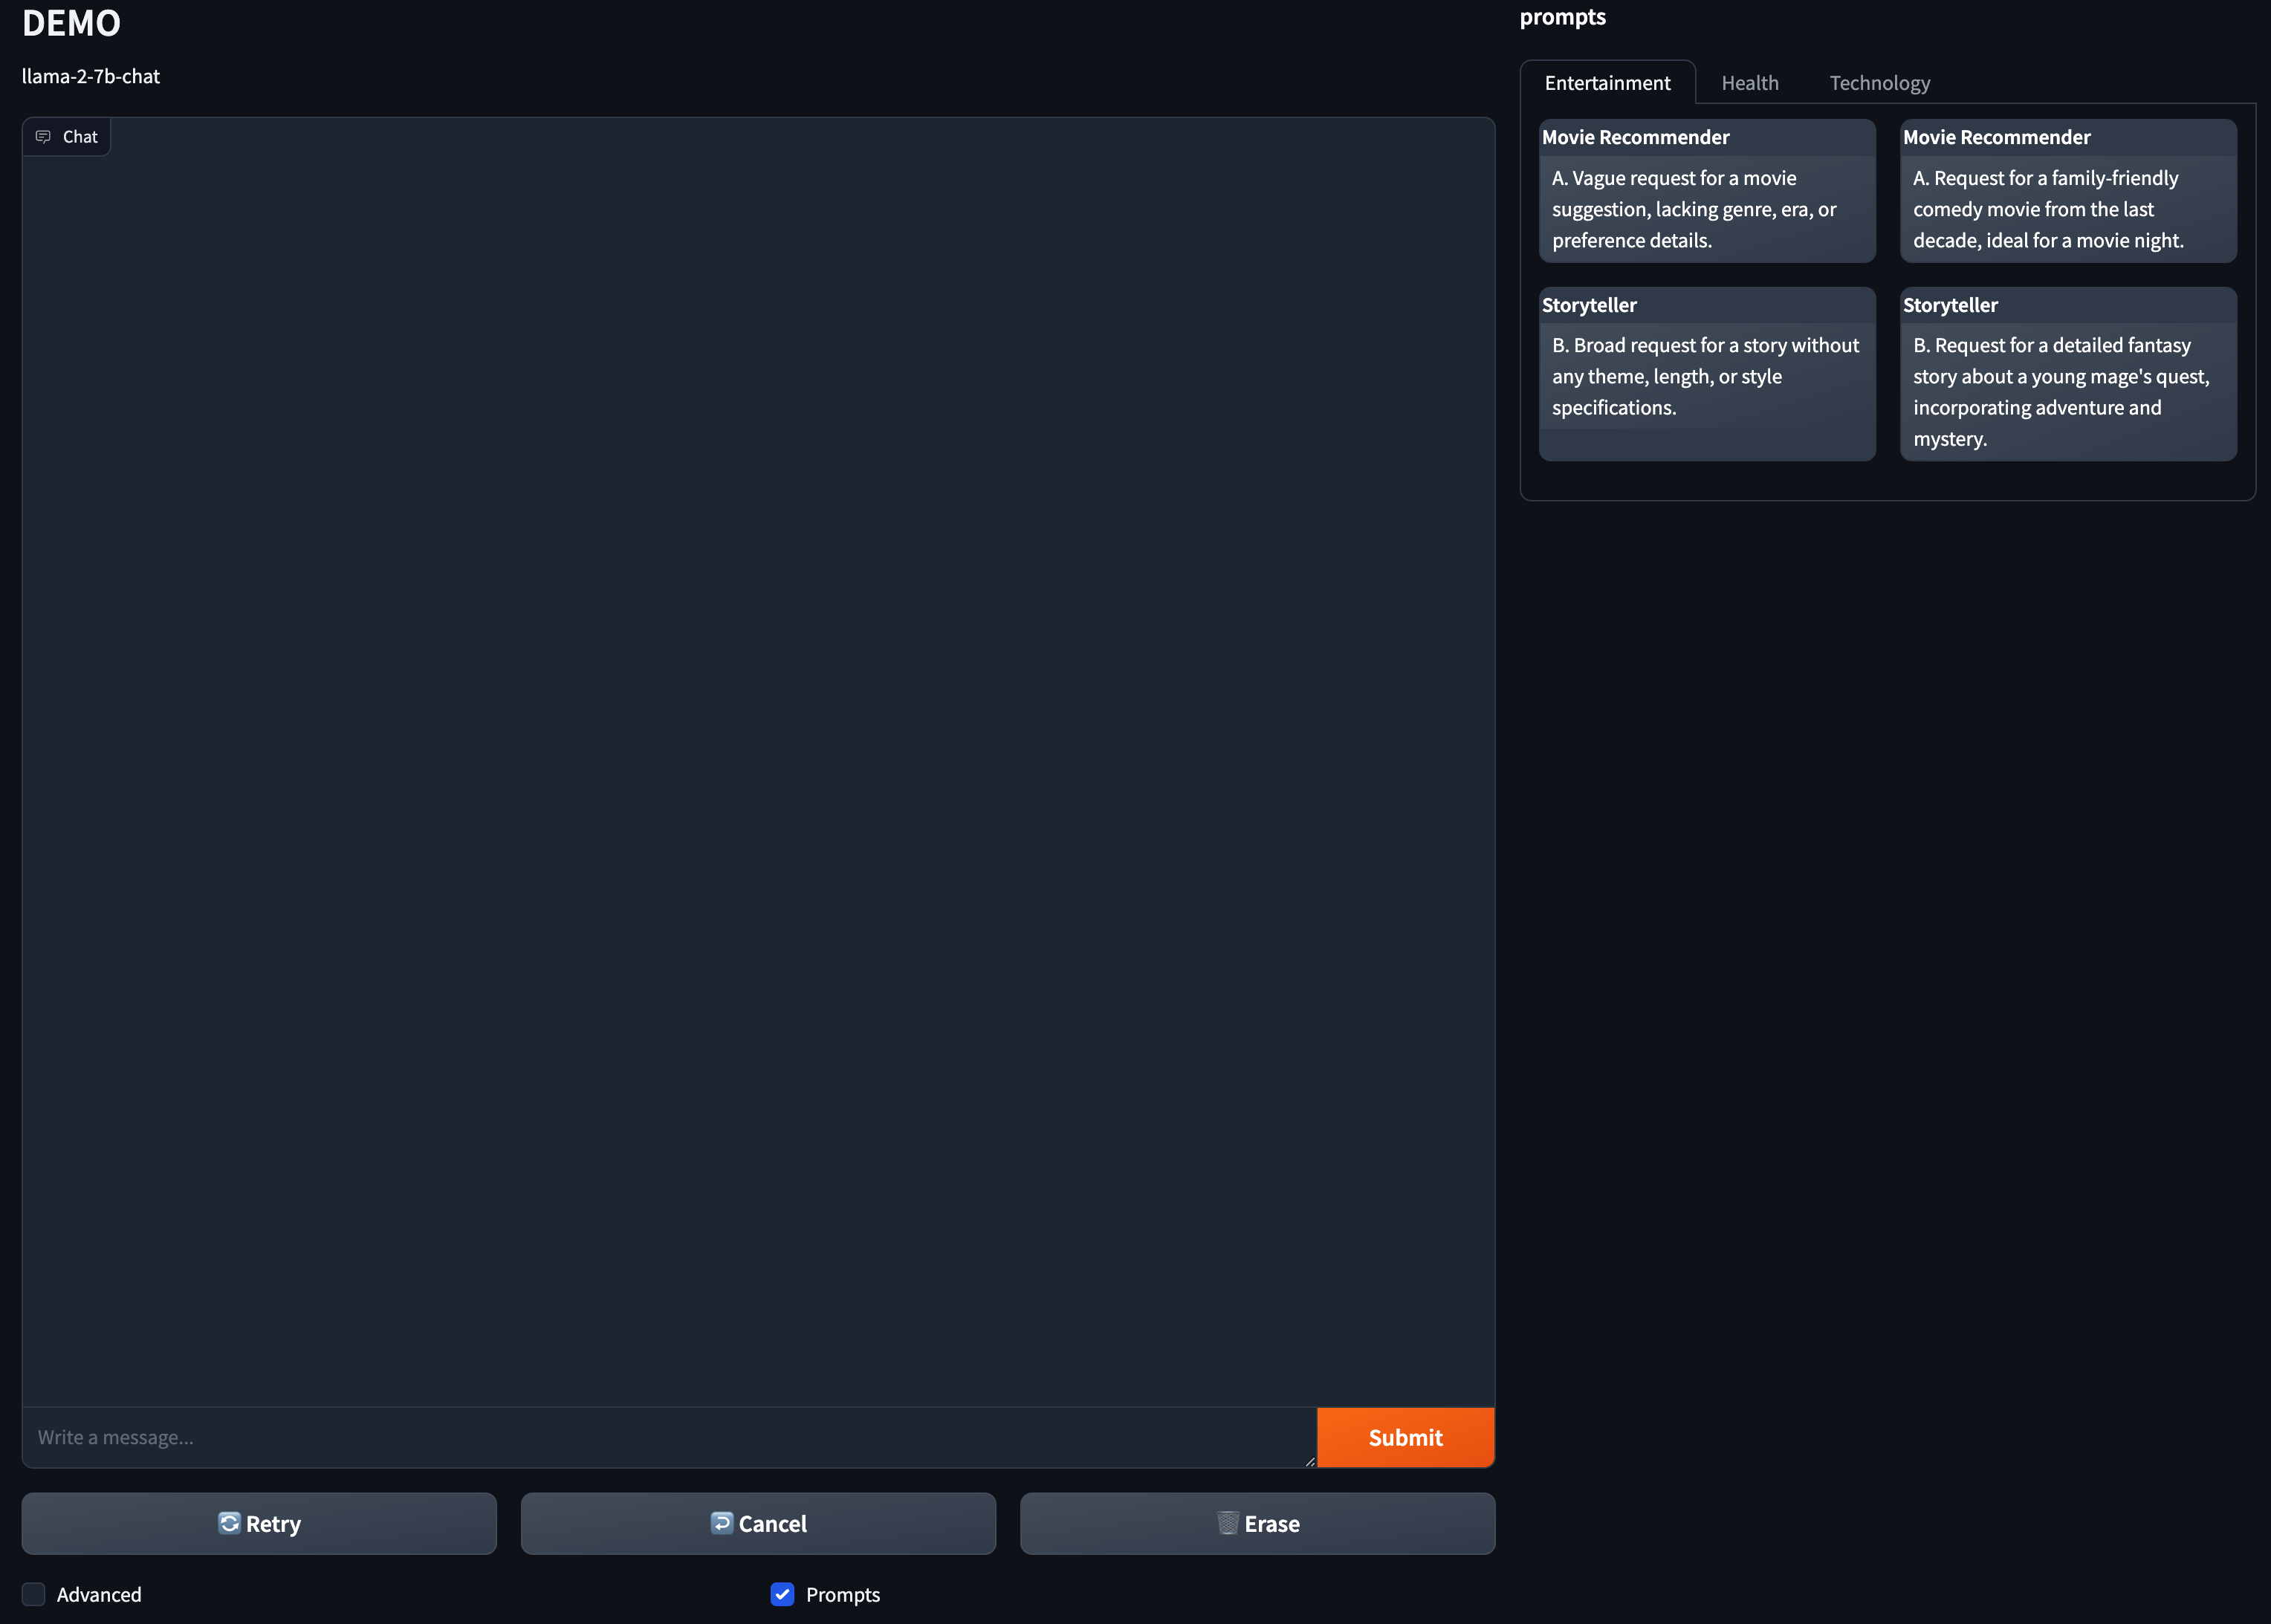 DEMO
llama-2-7b-chat
Chat
Write a message...
Submit
Retry
Cancel
Erase
Advanced
Prompts
prompts
Entertainment
Health
Technology
Movie Recommender
A. Vague request for a movie
suggestion, lacking genre, era, or
preference details.
Movie Recommender
A. Request for a family-friendly
comedy movie from the last
decade, ideal for a movie night.
Storyteller
B. Broad request for a story without
any theme, length, or style
specifications.
Storyteller
B. Request for a detailed fantasy
story about a young mage's quest,
incorporating adventure and
mystery.